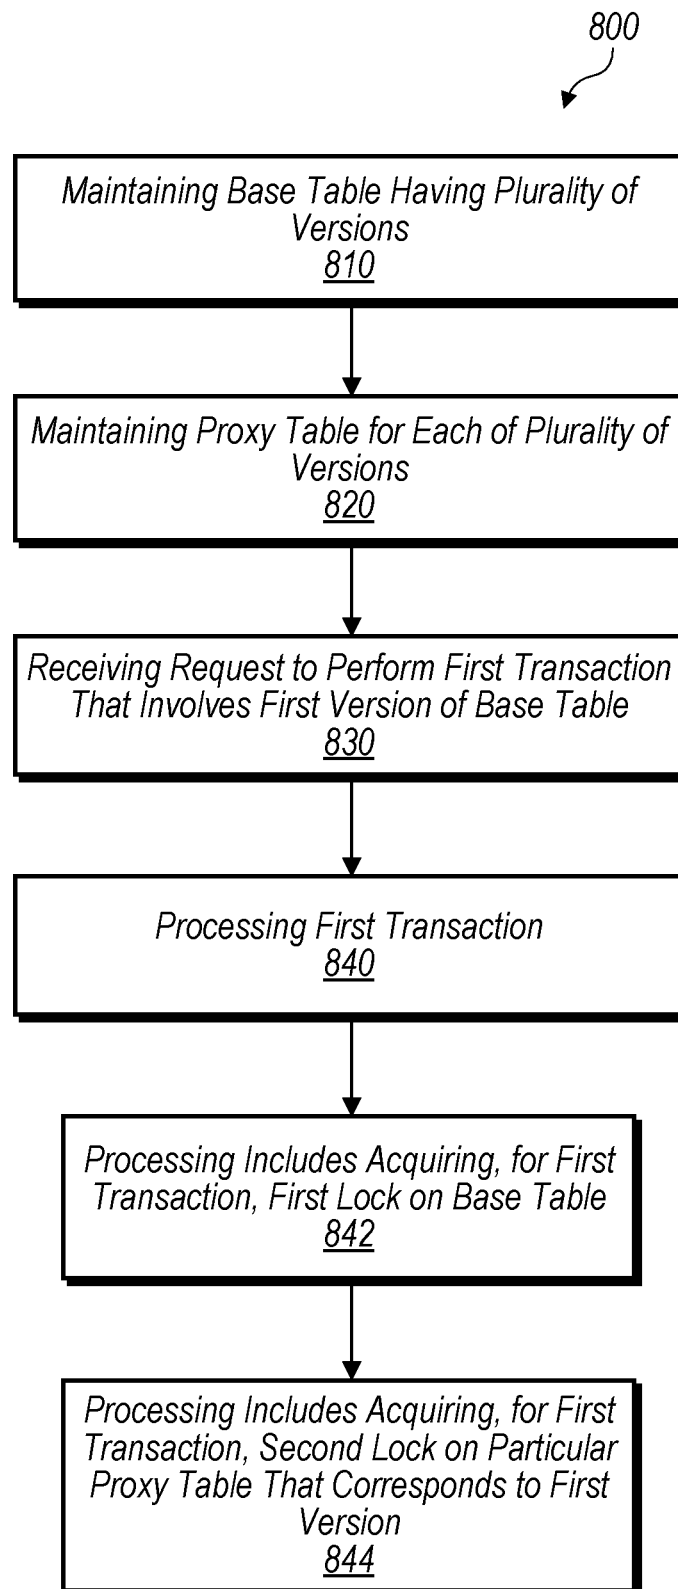 800
Maintaining Base Table Having Plurality of
Versions
810
Maintaining Proxy Table for Each of Plurality of
Versions
820
Receiving Request to Perform First Transaction
That Involves First Version of Base Table
830
Processing First Transaction
840
Processing Includes Acquiring, for First
Transaction, First Lock on Base Table
842
Processing Includes Acquiring, for First
Transaction, Second Lock on Particular
Proxy Table That Corresponds to First
Version
844